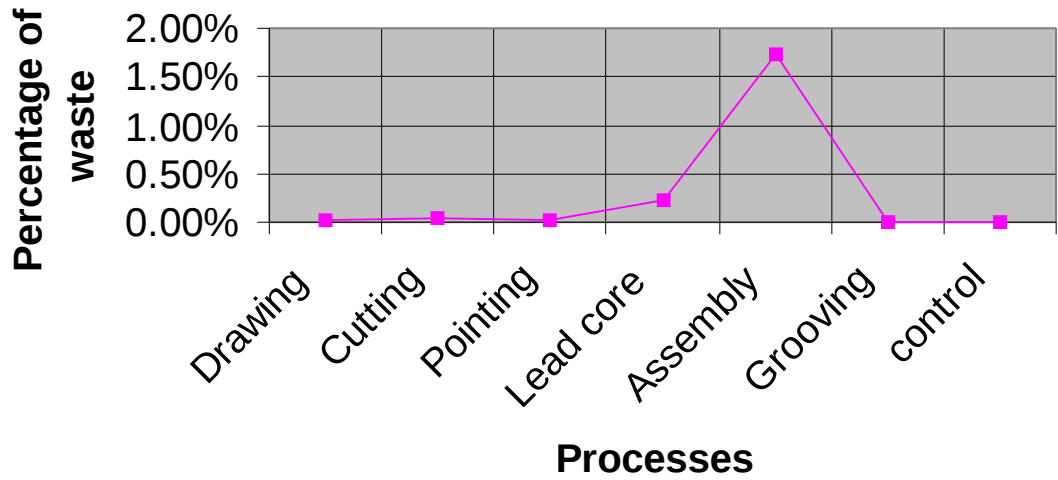 Percentage of
waste
2.00%
1.50%
1.00%
0.50%
0.00%
Drawing
Cutting
Pointing
Lead core
Assembly
Grooving
control
Processes